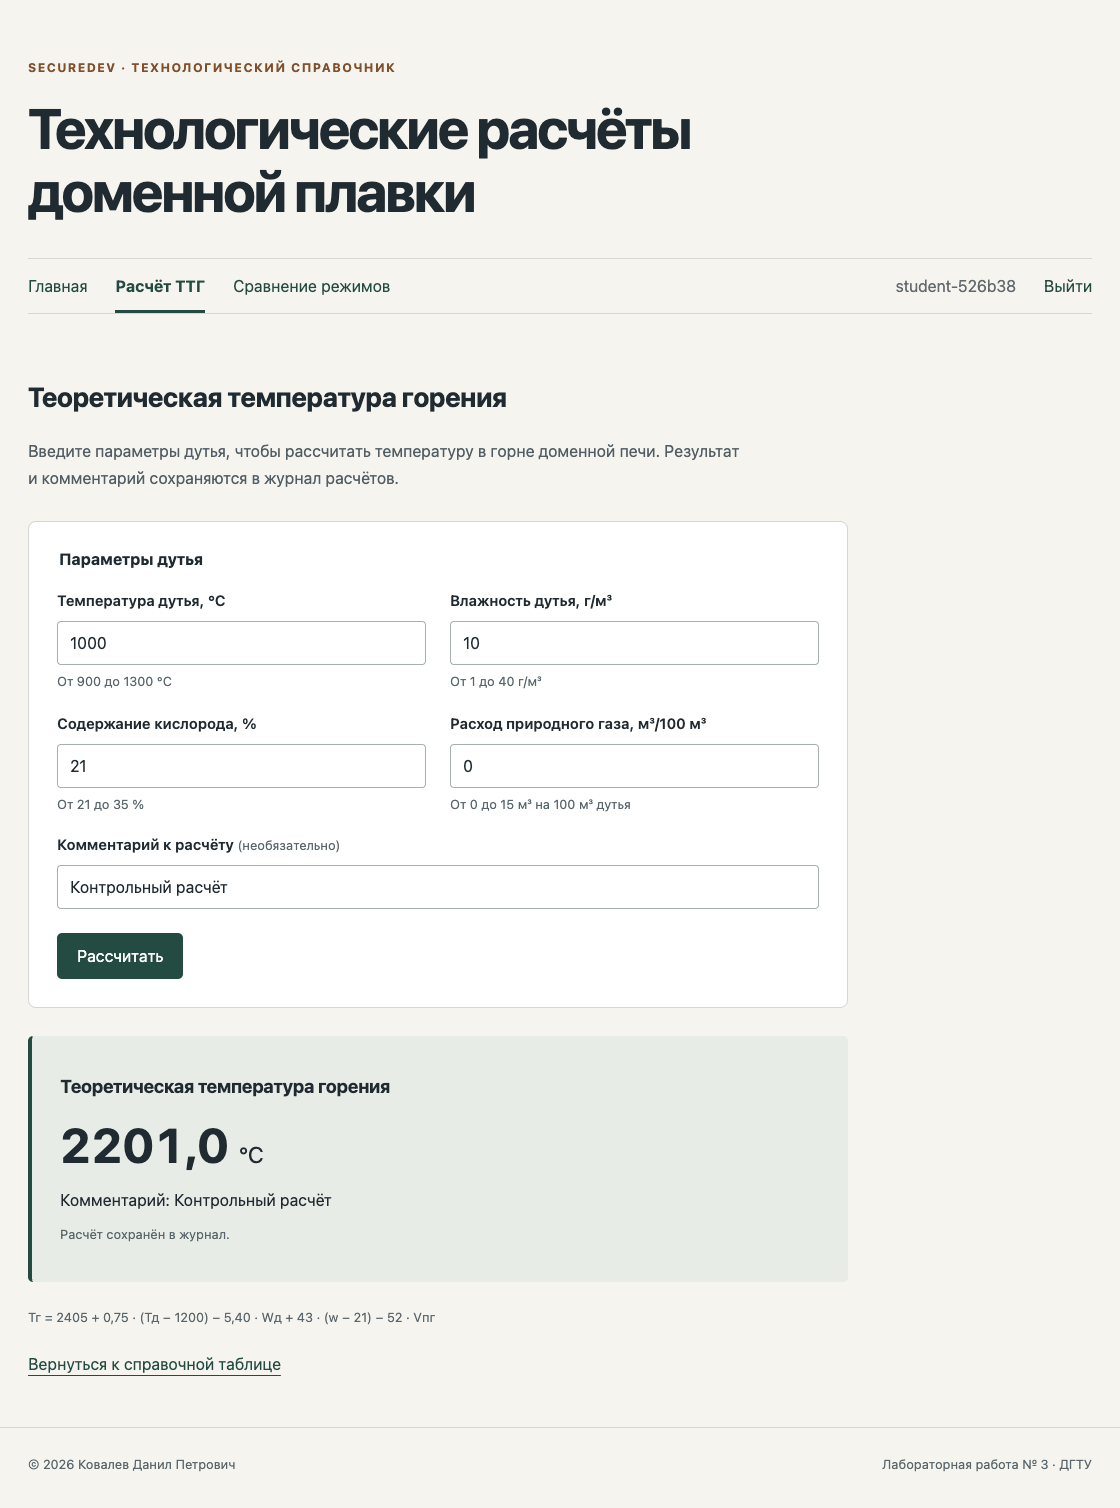 SECUREDEV · ТЕХНОЛОГИЧЕСКИЙ СПРАВОЧНИК
Технологические расчёты
доменной плавки
Главная Расчёт ТТГ Сравнение режимов student-526b38 Выйти
Теоретическая температура горения
Введите параметры дутья, чтобы рассчитать температуру в горне доменной печи. Результат
и комментарий сохраняются в журнал расчётов.
Параметры дутья
Температура дутья, °C Влажность дутья, г/м³
1000 10
От 900 до 1300 °C От 1 до 40 г/м³
Содержание кислорода, % Расход природного газа, м³/100 м³
21 0
От 21 до 35 % От 0 до 15 м³ на 100 м³ дутья
Комментарий к расчёту (необязательно)
Контрольный расчёт
Рассчитать
Теоретическая температура горения
2201,0 °C
Комментарий: Контрольный расчёт
Расчёт сохранён в журнал.
Тг = 2405 + 0,75 · (Тд − 1200) − 5,40 · Wд + 43 · (w − 21) − 52 · Vпг
Вернуться к справочной таблице
© 2026 Ковалев Данил Петрович Лабораторная работа № 3 · ДГТУ